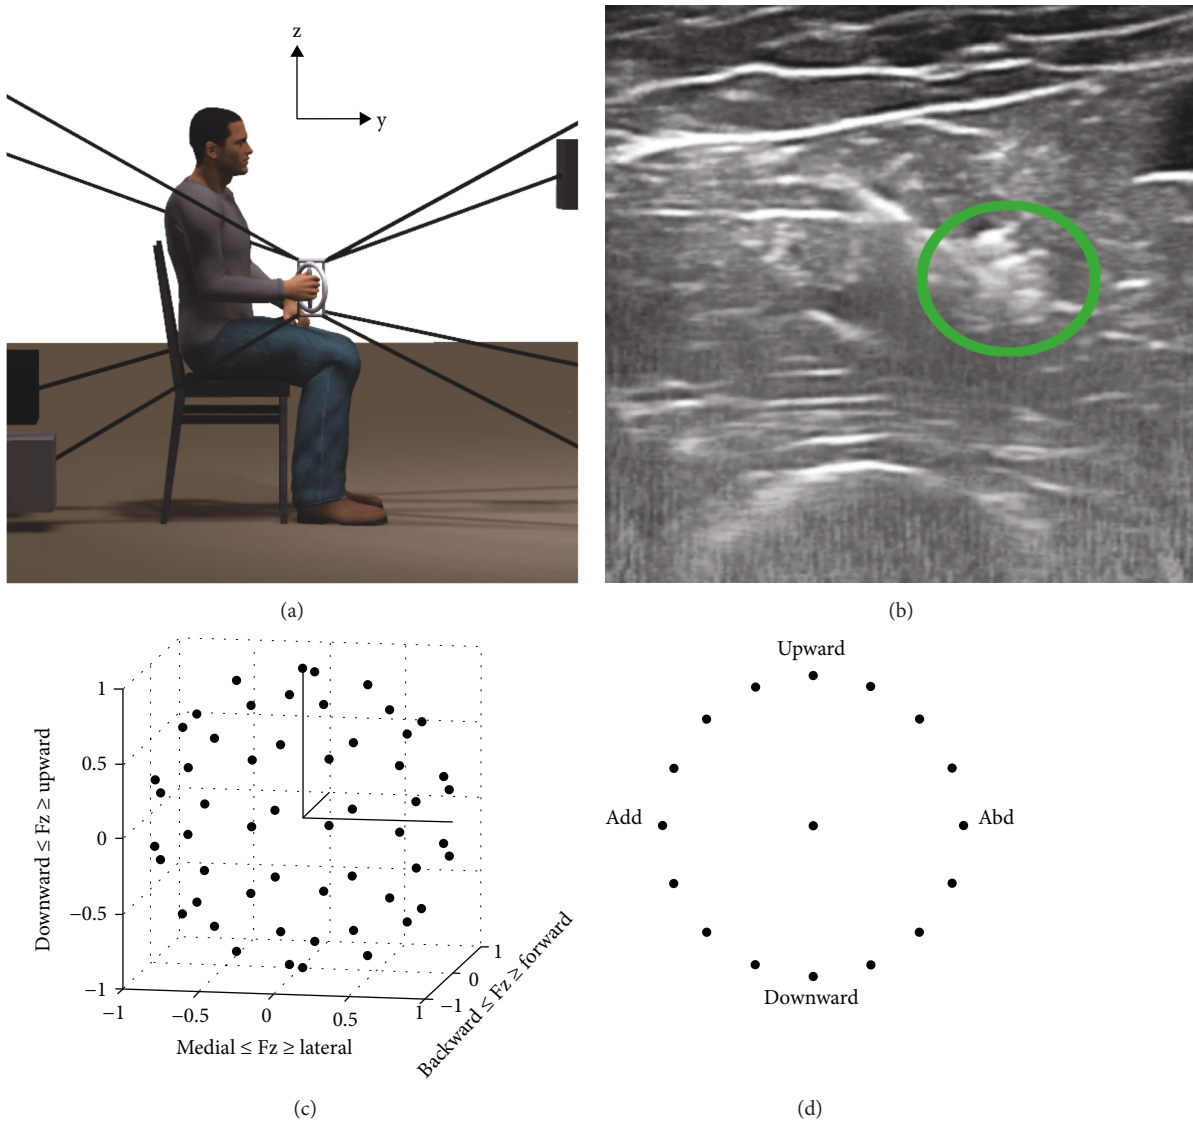 z
y
(a)
(b)
1
0.5
0
−0.5
−1
Downward ≤ Fz ≥ upward
−1
−0.5
0
0.5
1
Medial ≤ Fz ≥ lateral
−1
0
1
Backward ≤ Fz ≥ forward
(c)
Upward
Add
Abd
Downward
(d)